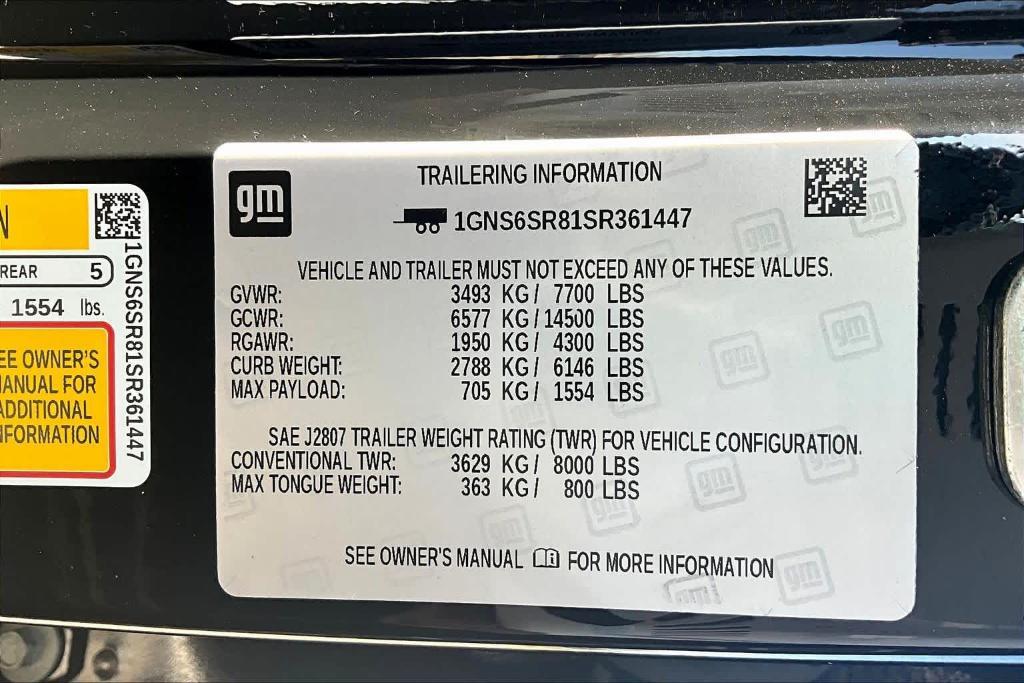 N
REAR 5
1554 lbs.
SEE OWNER'S
MANUAL FOR
ADDITIONAL
INFORMATION
1GNS6SR81SR361447
gm
TRAILERING INFORMATION
1GNS6SR81SR361447
VEHICLE AND TRAILER MUST NOT EXCEED ANY OF THESE VALUES.
GVWR: 3493 KG / 7700 LBS
GCWR: 6577 KG / 14500 LBS
RGAWR: 1950 KG / 4300 LBS
CURB WEIGHT: 2788 KG / 6146 LBS
MAX PAYLOAD: 705 KG / 1554 LBS
SAE J2807 TRAILER WEIGHT RATING (TWR) FOR VEHICLE CONFIGURATION.
CONVENTIONAL TWR: 3629 KG / 8000 LBS
MAX TONGUE WEIGHT: 363 KG / 800 LBS
SEE OWNER'S MANUAL FOR MORE INFORMATION